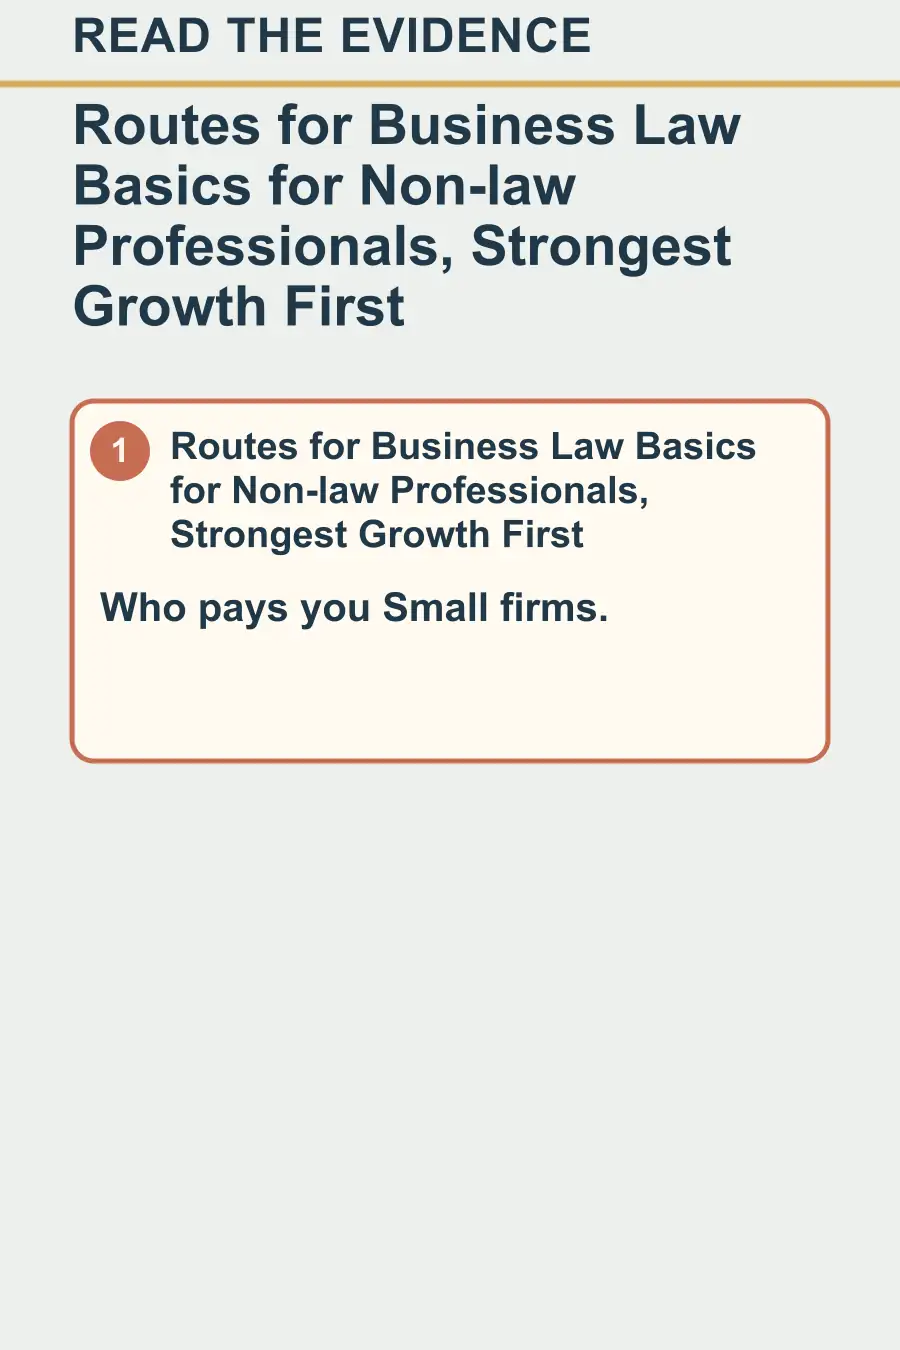 READ THE EVIDENCE
Routes for Business Law
Basics for Non-law
Professionals, Strongest
Growth First
1
Routes for Business Law Basics
for Non-law Professionals,
Strongest Growth First
Who pays you Small firms.